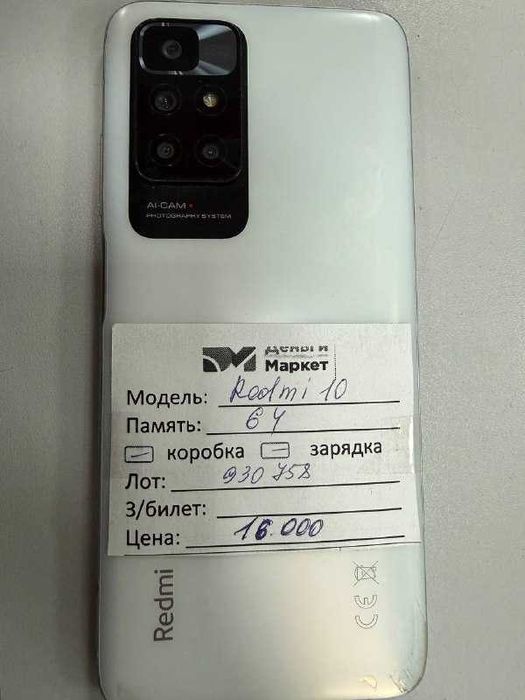 AI-CAM
PHOTOGRAPHY SYSTEM
Деньги
Маркет
Модель: Redmi 10
Память: 64
коробка зарядка
Лот: 930 758
З/билет:
Цена: 16.000
Redmi
CE